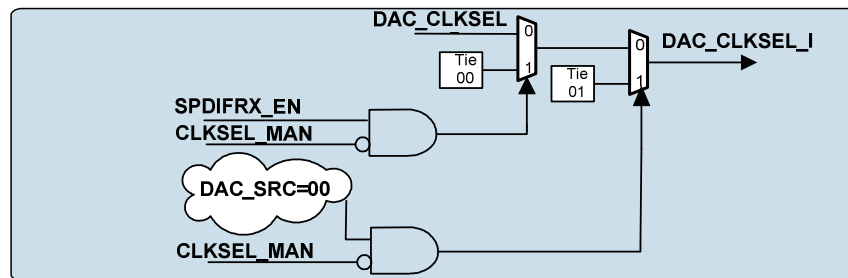 DAC_CLKSEL
0
1
Tie
00
0
1
Tie
01
DAC_CLKSEL_I
SPDIFRX_EN
CLKSEL_MAN
DAC_SRC=00
CLKSEL_MAN